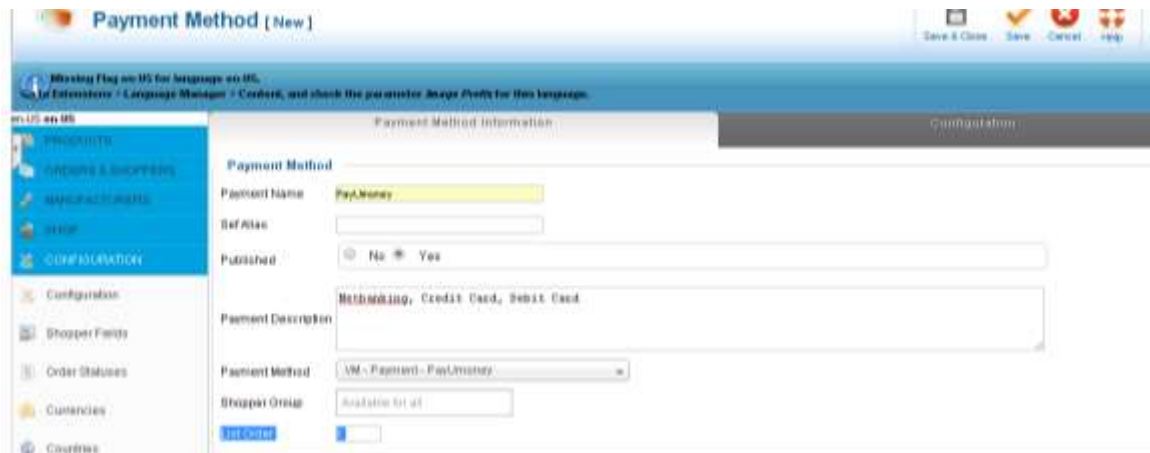 Payment Method [ New ]
Save & Close Save Cancel Help
Missing Flag en-US for language en-US.
Extensions > Language Manager > Content, and check the parameter Image Prefix for this language.
en-US en-US
Payment Method Information
Configuration
PRODUCTS
ORDERS & SHOPPERS
MANUFACTURERS
SHOP
CONFIGURATION
Configuration
Shopper Fields
Order Statuses
Currencies
Countries
Payment Method
Payment Name PayUmoney
Sef Alias
Published No Yes
Payment Description Netbanking, Credit Card, Debit Card
Payment Method VM - Payment - PayUmoney
Shopper Group Available for all
List Order